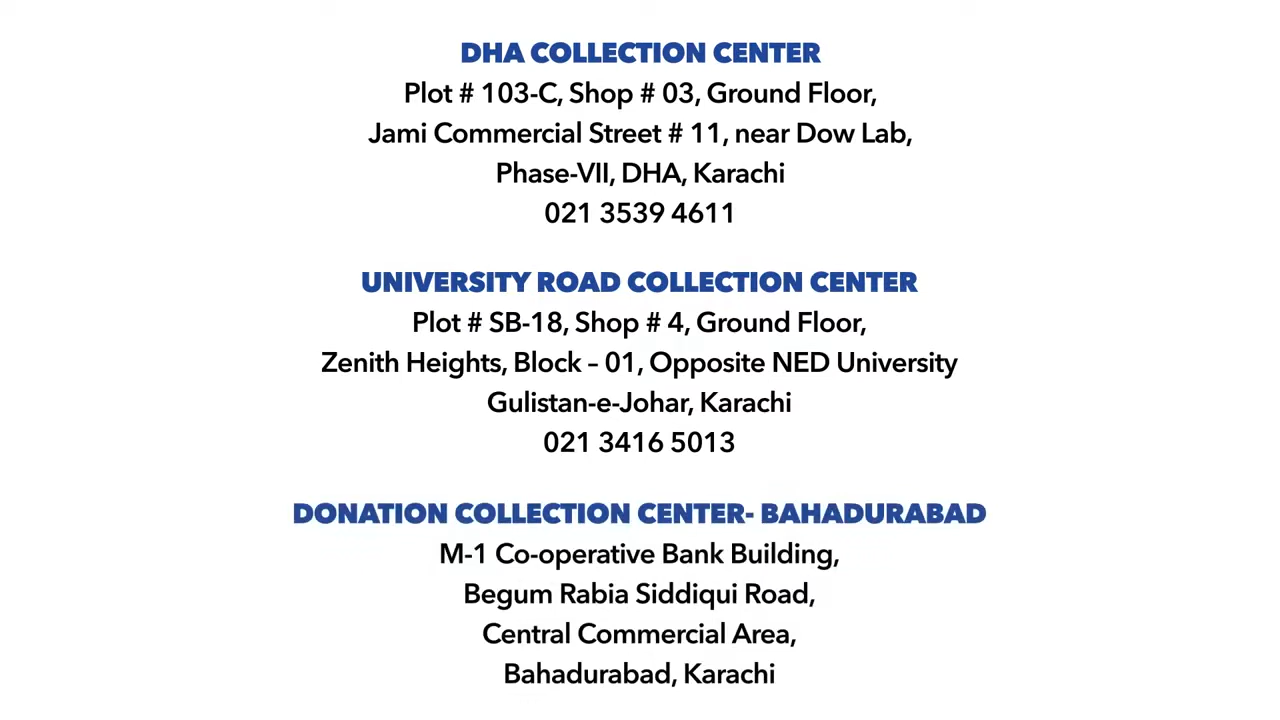 DHA COLLECTION CENTER
Plot # 103-C, Shop # 03, Ground Floor,
Jami Commercial Street # 11, near Dow Lab,
Phase-VII, DHA, Karachi
021 3539 4611
UNIVERSITY ROAD COLLECTION CENTER
Plot # SB-18, Shop # 4, Ground Floor,
Zenith Heights, Block – 01, Opposite NED University
Gulistan-e-Johar, Karachi
021 3416 5013
DONATION COLLECTION CENTER- BAHADURABAD
M-1 Co-operative Bank Building,
Begum Rabia Siddiqui Road,
Central Commercial Area,
Bahadurabad, Karachi